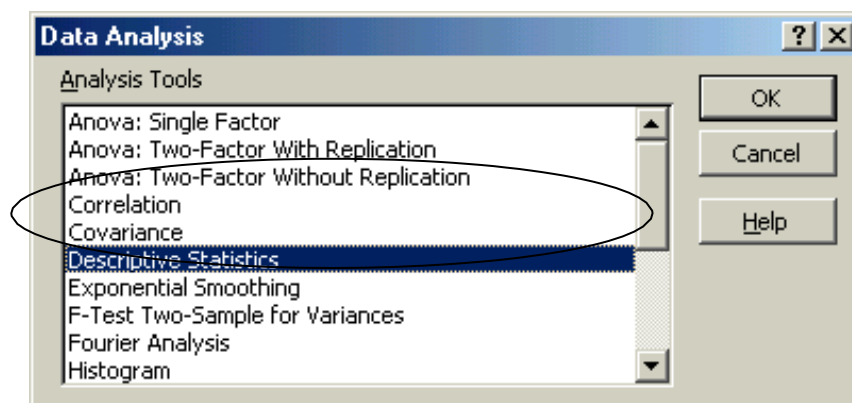 Data Analysis
?
Analysis Tools
Anova: Single Factor
Anova: Two-Factor With Replication
Anova: Two-Factor Without Replication
Correlation
Covariance
Descriptive Statistics
Exponential Smoothing
F-Test Two-Sample for Variances
Fourier Analysis
Histogram
OK
Cancel
Help